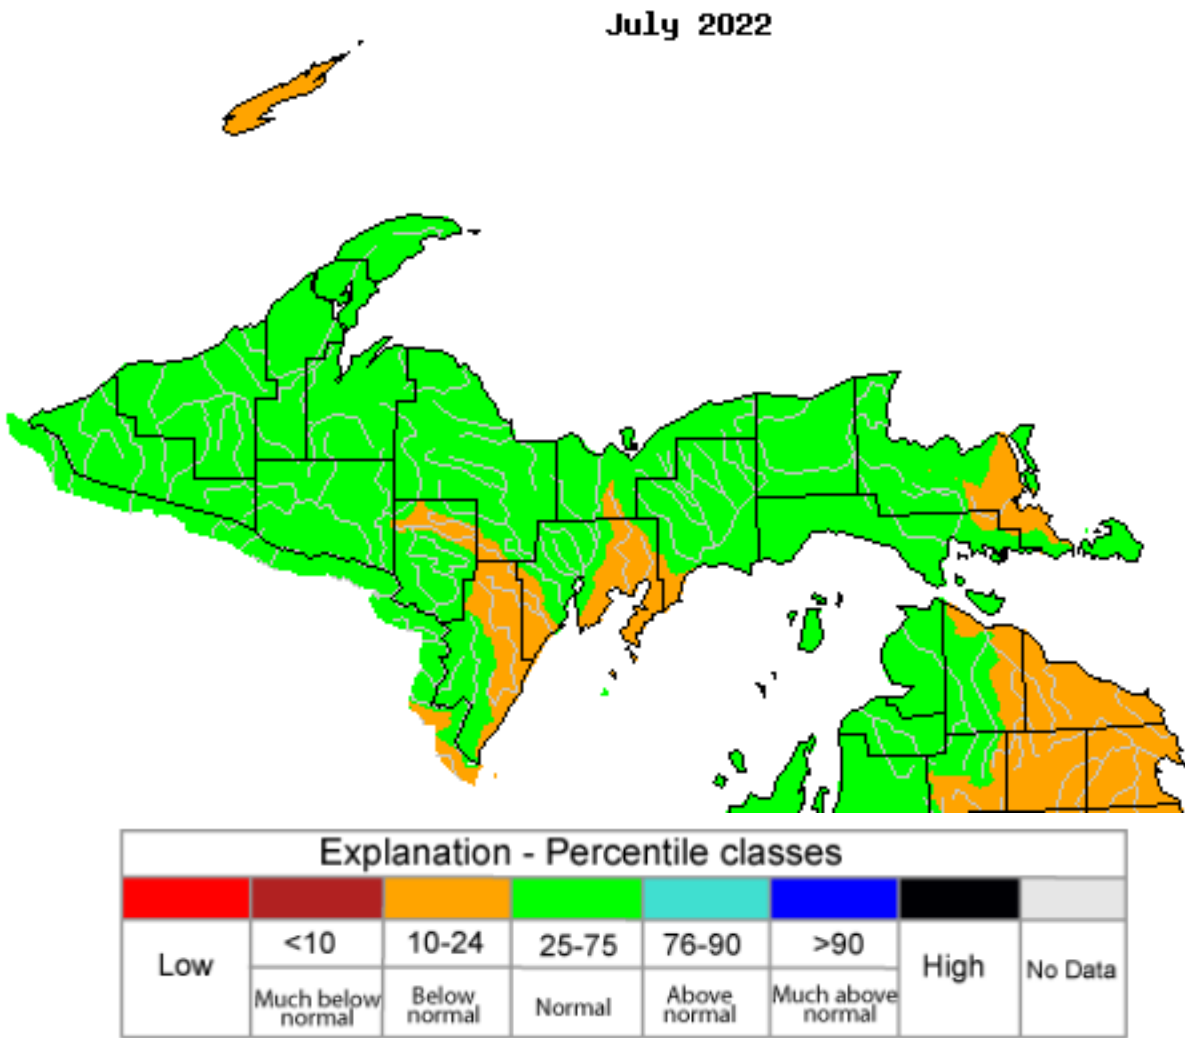 July 2022
Explanation - Percentile classes
Low <10 10-24 25-75 76-90 >90 High No Data
Much below normal Below normal Normal Above normal Much above normal